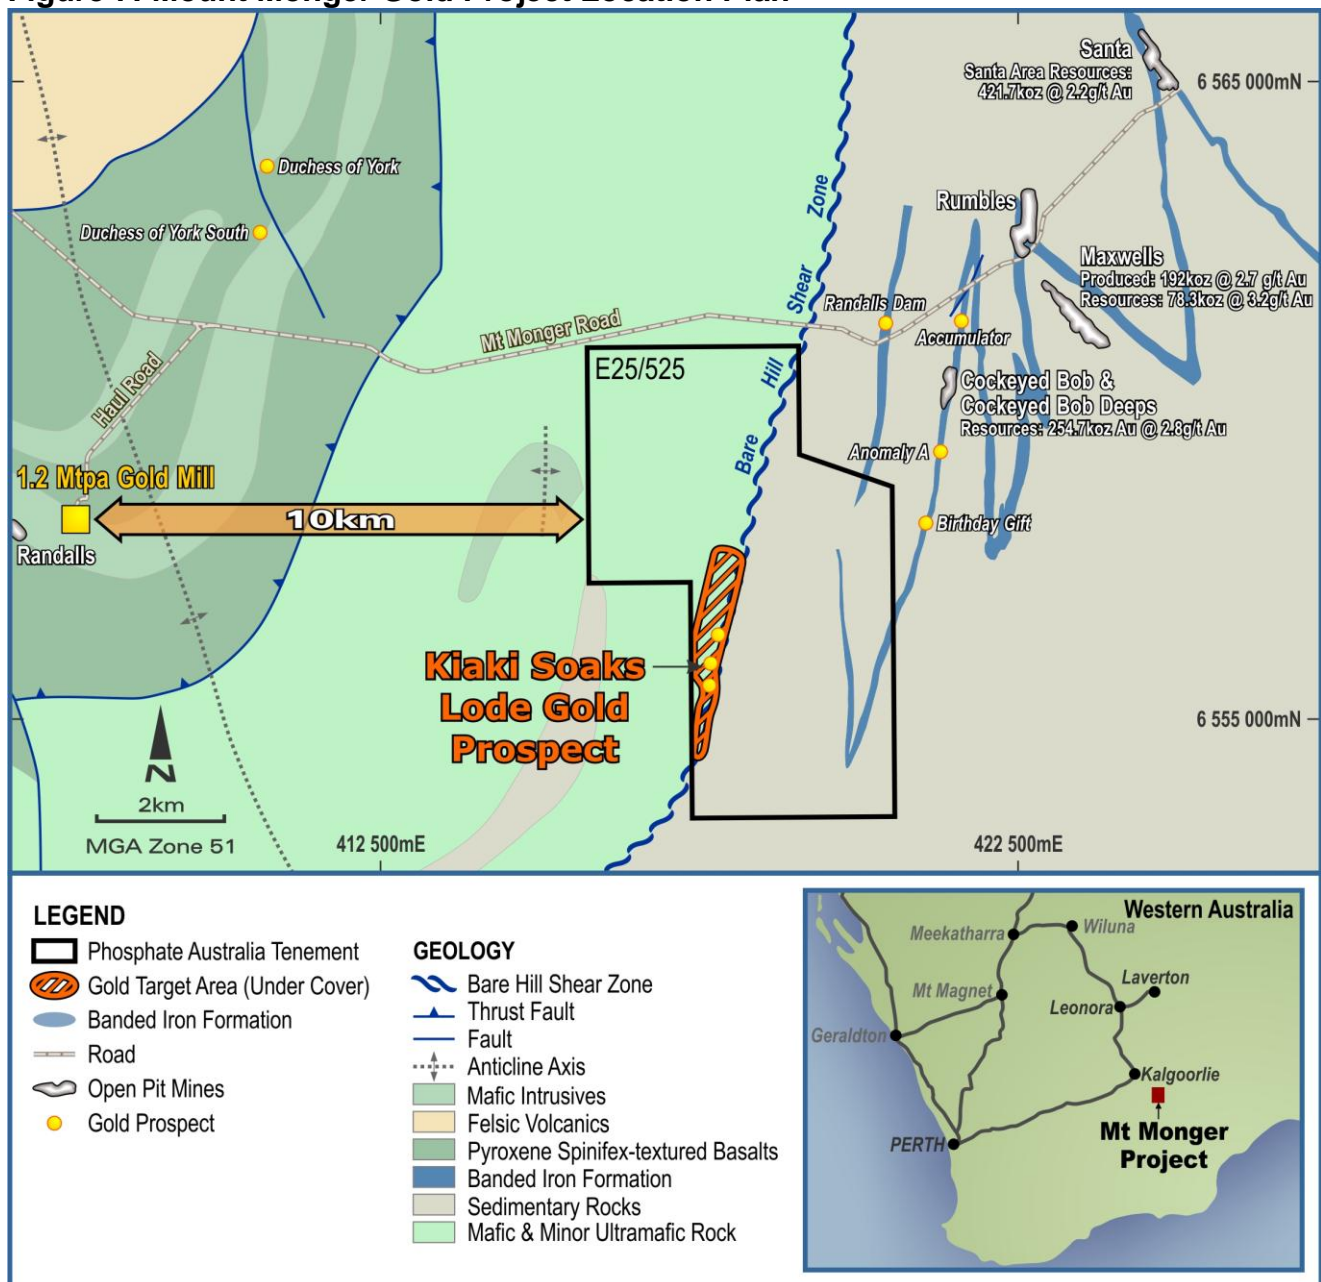 Figure 1: Mount Monger Gold Project Location Plan
Santa
Santa Area Resources:
421.7koz @ 2.2g/t Au
6 565 000mN
Duchess of York
Duchess of York South
Zone
Shear
Hill
Bare
Rumbles
Maxwells
Produced: 192koz @ 2.7 g/t Au
Resources: 78.3koz @ 3.2g/t Au
Randalls Dam
Accumulator
Mt Monger Road
Haul Road
E25/525
Cockeyed Bob &
Cockeyed Bob Deeps
Resources: 254.7koz Au @ 2.8g/t Au
Anomaly A
1.2 Mtpa Gold Mill
10km
Birthday Gift
Randalls
Kiaki Soaks
Lode Gold
Prospect
6 555 000mN
N
2km
MGA Zone 51
412 500mE
422 500mE
LEGEND
Phosphate Australia Tenement
Gold Target Area (Under Cover)
Banded Iron Formation
Road
Open Pit Mines
Gold Prospect
GEOLOGY
Bare Hill Shear Zone
Thrust Fault
Fault
Anticline Axis
Mafic Intrusives
Felsic Volcanics
Pyroxene Spinifex-textured Basalts
Banded Iron Formation
Sedimentary Rocks
Mafic & Minor Ultramafic Rock
Western Australia
Meekatharra
Wiluna
Laverton
Mt Magnet
Leonora
Geraldton
Kalgoorlie
PERTH
Mt Monger
Project